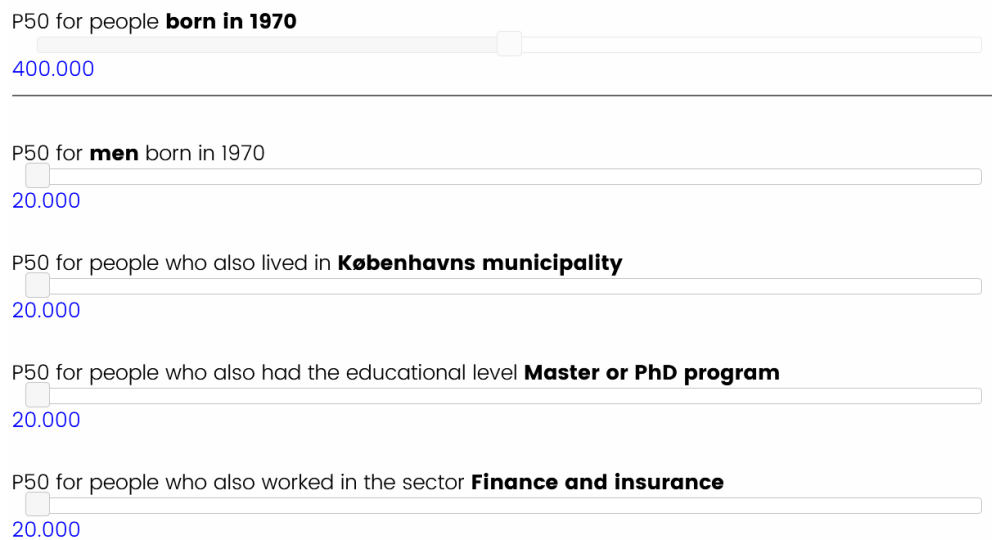 P50 for people born in 1970
400.000
P50 for men born in 1970
20.000
P50 for people who also lived in Københavns municipality
20.000
P50 for people who also had the educational level Master or PhD program
20.000
P50 for people who also worked in the sector Finance and insurance
20.000